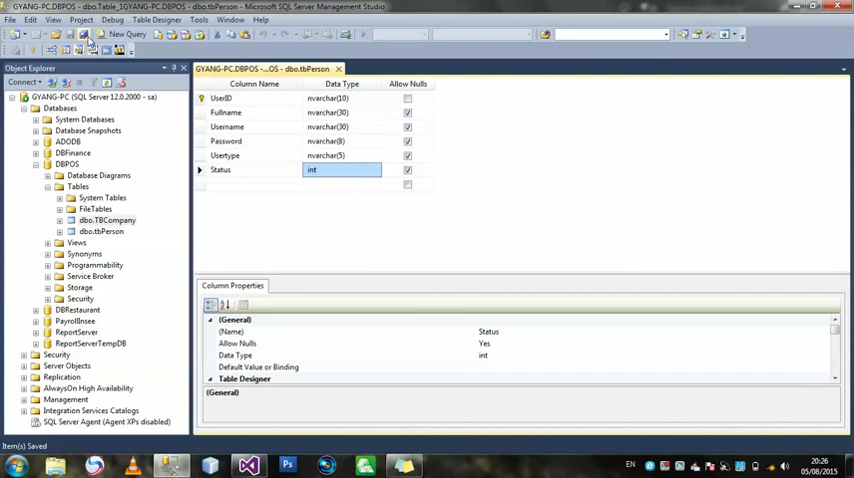 GYANG-PC.DBPOS - dbo.Table_1GYANG-PC.DBPOS - dbo.tbPerson - Microsoft SQL Server Management Studio
File Edit View Project Debug Table Designer Tools Window Help
New Query
Object Explorer
Connect
GYANG-PC (SQL Server 12.0.2000 - sa)
Databases
System Databases
Database Snapshots
ADODB
DBFinance
DBPOS
Database Diagrams
Tables
System Tables
FileTables
dbo.TBCompany
dbo.tbPerson
Views
Synonyms
Programmability
Service Broker
Storage
Security
DBRestaurant
PayrollInsee
ReportServer
ReportServerTempDB
Security
Server Objects
Replication
AlwaysOn High Availability
Management
Integration Services Catalogs
SQL Server Agent (Agent XPs disabled)
GYANG-PC.DBPOS -...OS - dbo.tbPerson
Column Name Data Type Allow Nulls
UserID nvarchar(10)
Fullname nvarchar(30)
Username nvarchar(30)
Password nvarchar(8)
Usertype nvarchar(5)
Status int
Column Properties
(General)
(Name) Status
Allow Nulls Yes
Data Type int
Default Value or Binding
Table Designer
(General)
Item(s) Saved
Ps
EN
20:26
05/08/2015